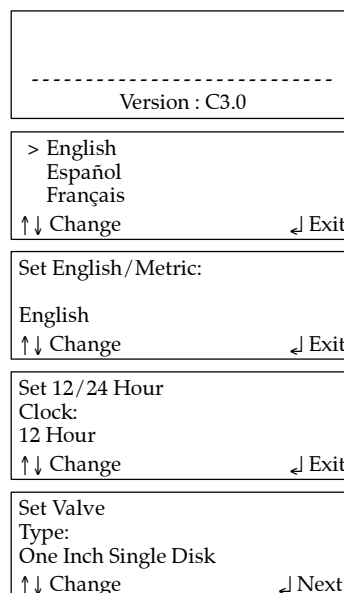 - - - - - - - - - - - - - - - - - - - - - - - - - - - -
Version : C3.0
> English
Español
Français
↑↓ Change ↲ Exit
Set English/Metric:
English
↑↓ Change ↲ Exit
Set 12/24 Hour
Clock:
12 Hour
↑↓ Change ↲ Exit
Set Valve
Type:
One Inch Single Disk
↑↓ Change ↲ Next